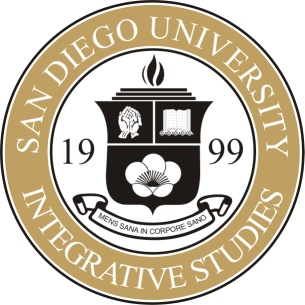 SAN DIEGO UNIVERSITY
19 99
MENS SANA IN CORPORE SANO
INTEGRATIVE STUDIES